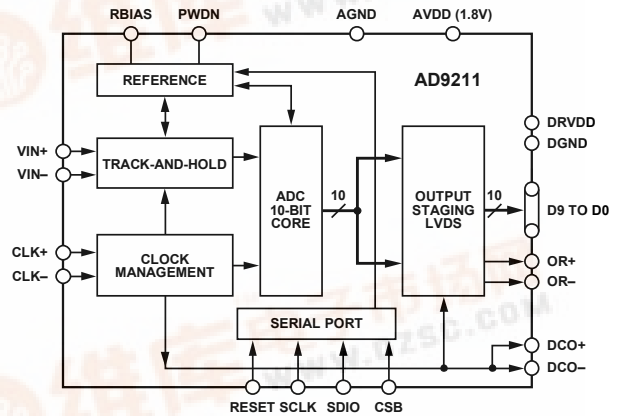 RBIAS PWDN AGND AVDD (1.8V)
REFERENCE
AD9211
DRVDD
DGND
VIN+
VIN–
TRACK-AND-HOLD
ADC
10-BIT
CORE
10
OUTPUT
STAGING
LVDS
10
D9 TO D0
CLK+
CLK–
CLOCK
MANAGEMENT
OR+
OR–
SERIAL PORT
DCO+
DCO–
RESET SCLK SDIO CSB